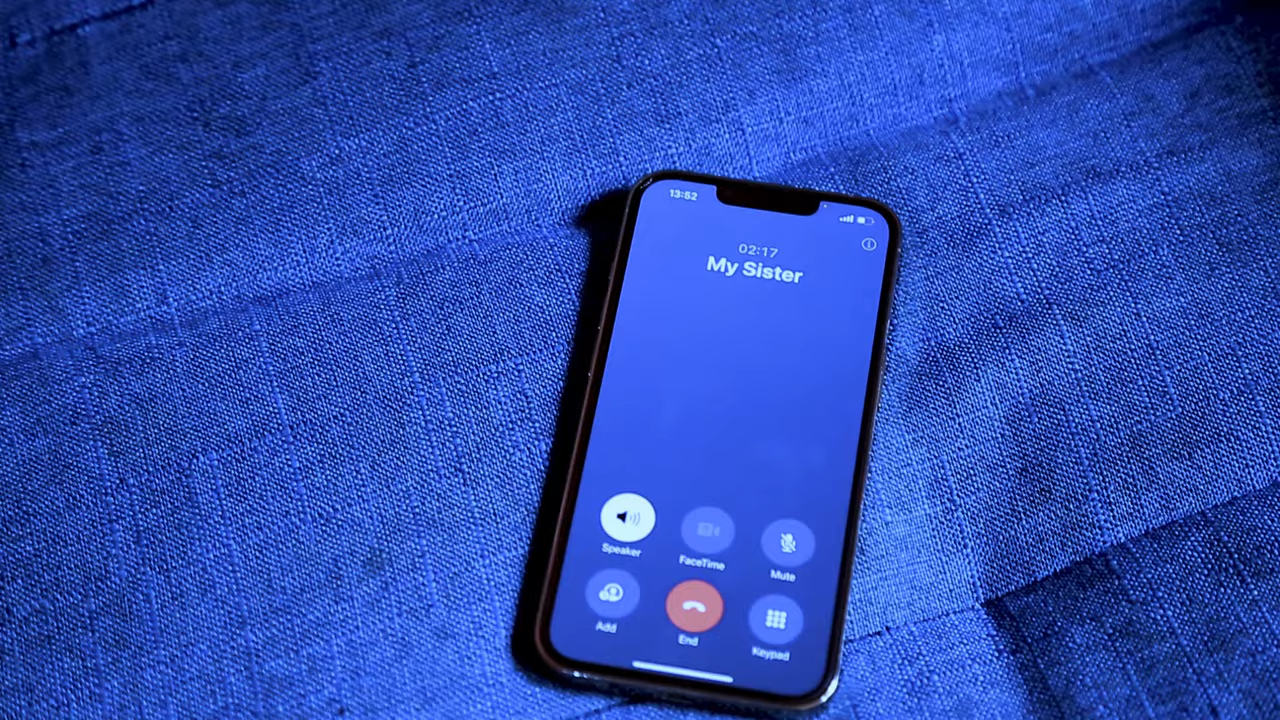 13:52
02:17
My Sister
Speaker
FaceTime
Mute
Add
End
Keypad